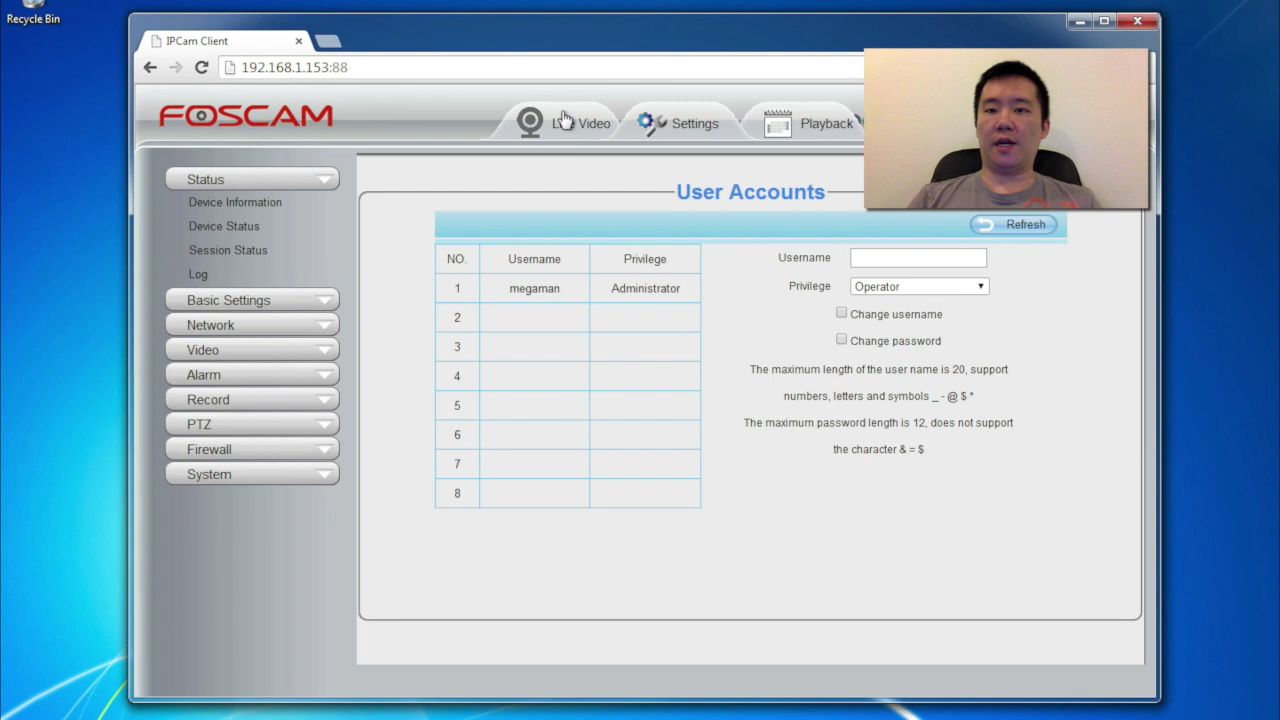 Recycle Bin
IPCam Client
192.168.1.153:88
FOSCAM
Live Video
Settings
Playback
Status
Device Information
Device Status
Session Status
Log
Basic Settings
Network
Video
Alarm
Record
PTZ
Firewall
System
User Accounts
Refresh
NO. Username Privilege
1 megaman Administrator
2
3
4
5
6
7
8
Username
Privilege Operator
Change username
Change password
The maximum length of the user name is 20, support
numbers, letters and symbols _ - @ $ *
The maximum password length is 12, does not support
the character & = $